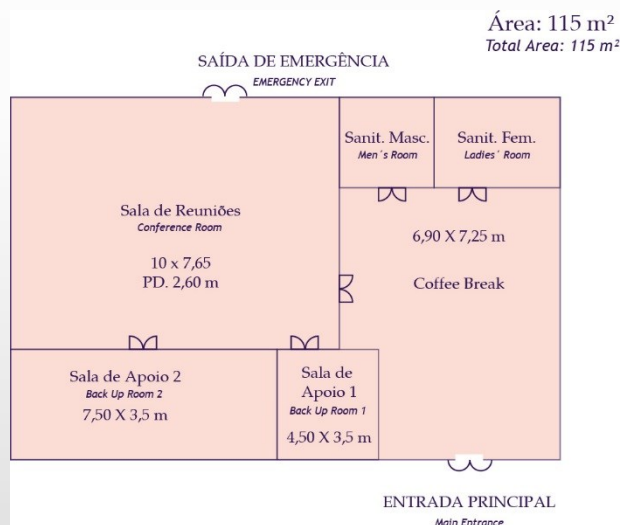 Área: 115 m²
Total Area: 115 m²
SAÍDA DE EMERGÊNCIA
EMERGENCY EXIT
Sanit. Masc.
Men´s Room
Sanit. Fem.
Ladies´ Room
Sala de Reuniões
Conference Room
10 x 7,65
PD. 2,60 m
6,90 X 7,25 m
Coffee Break
Sala de Apoio 2
Back Up Room 2
7,50 X 3,5 m
Sala de
Apoio 1
Back Up Room 1
4,50 X 3,5 m
ENTRADA PRINCIPAL
Main Entrance